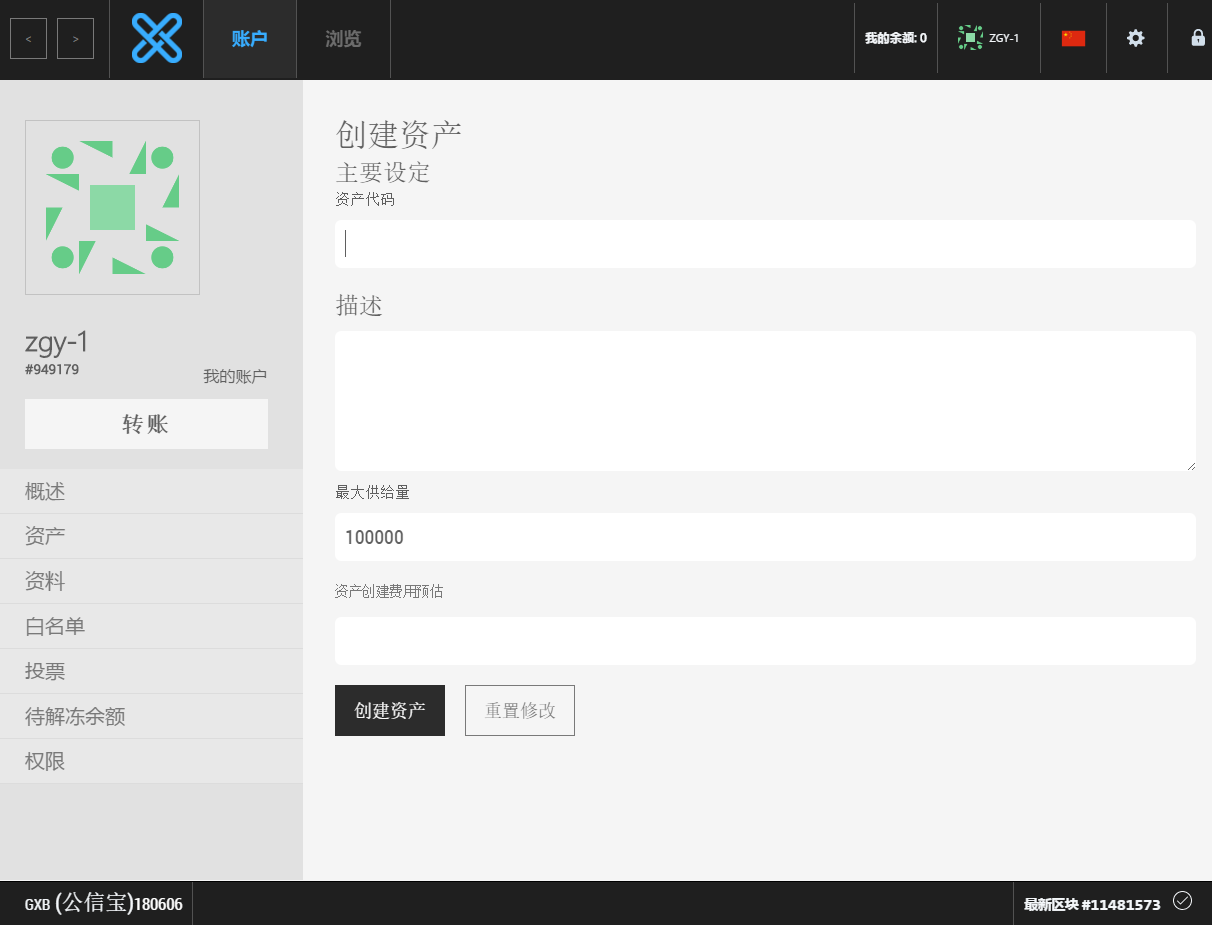 < > 账户 浏览 我的余额: 0 ZGY-1
zgy-1
#949179
我的账户
转账
概述
资产
资料
白名单
投票
待解冻余额
权限
创建资产
主要设定
资产代码
描述
最大供给量
100000
资产创建费用预估
创建资产 重置修改
GXB (公信宝)180606 最新区块 #11481573